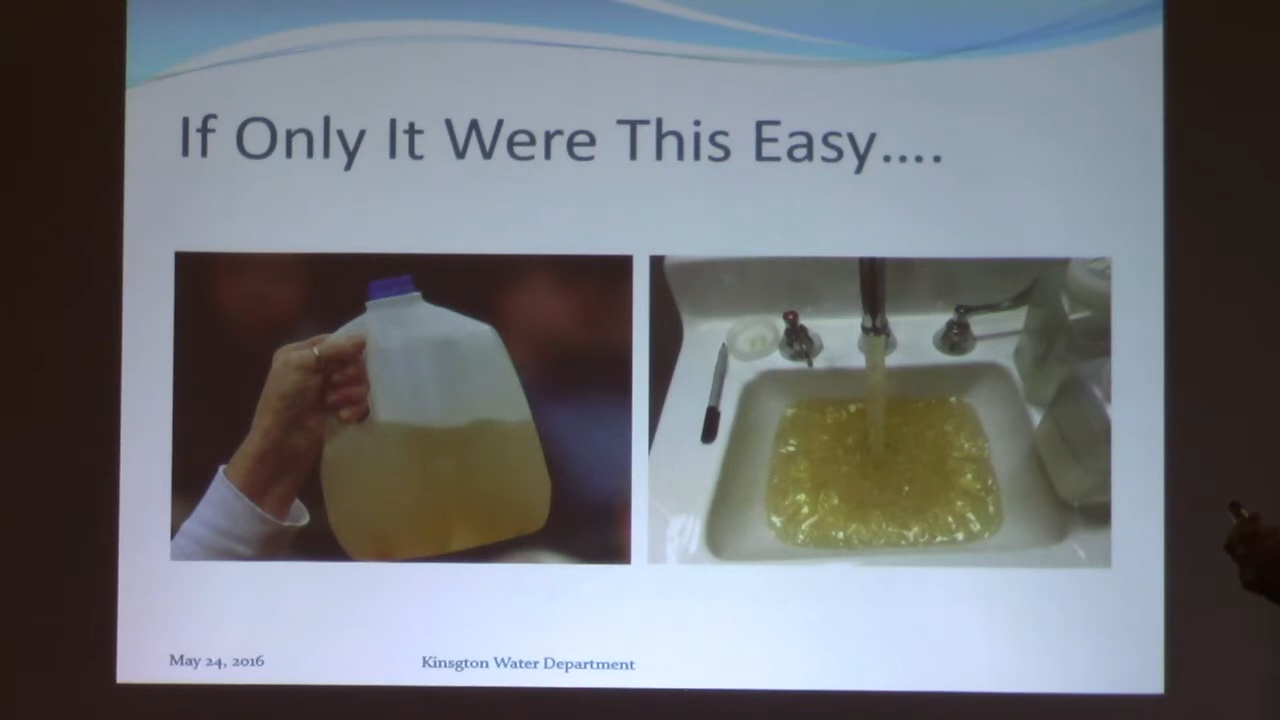 If Only It Were This Easy….
May 24, 2016
Kinsgton Water Department